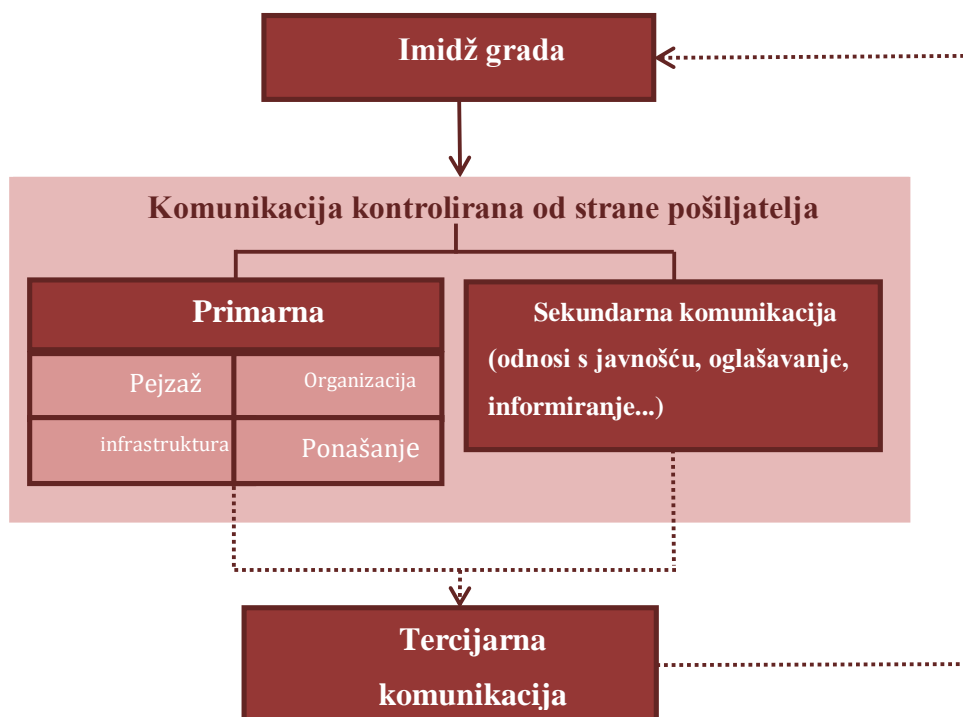 Imidž grada
Komunikacija kontrolirana od strane pošiljatelja
Primarna
Pejzaž
Organizacija
infrastruktura
Ponašanje
Sekundarna komunikacija
(odnosi s javnošću, oglašavanje,
informiranje...)
Tercijarna
komunikacija